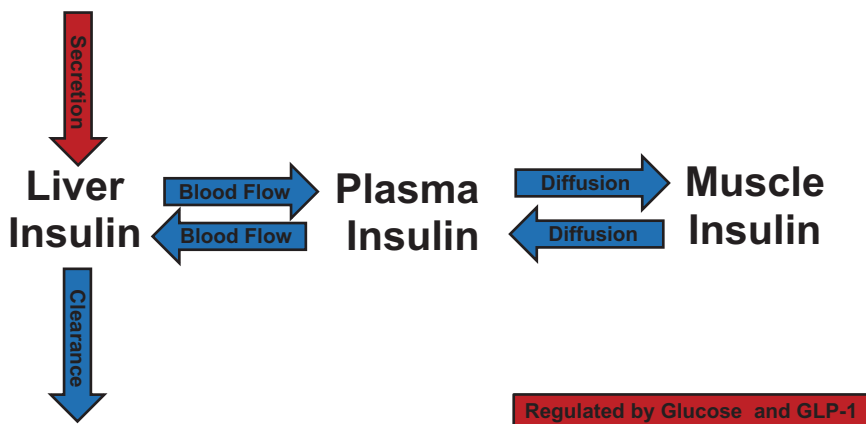 Secretion
Liver
Insulin
Blood Flow
Blood Flow
Plasma
Insulin
Diffusion
Diffusion
Muscle
Insulin
Clearance
Regulated by Glucose and GLP-1